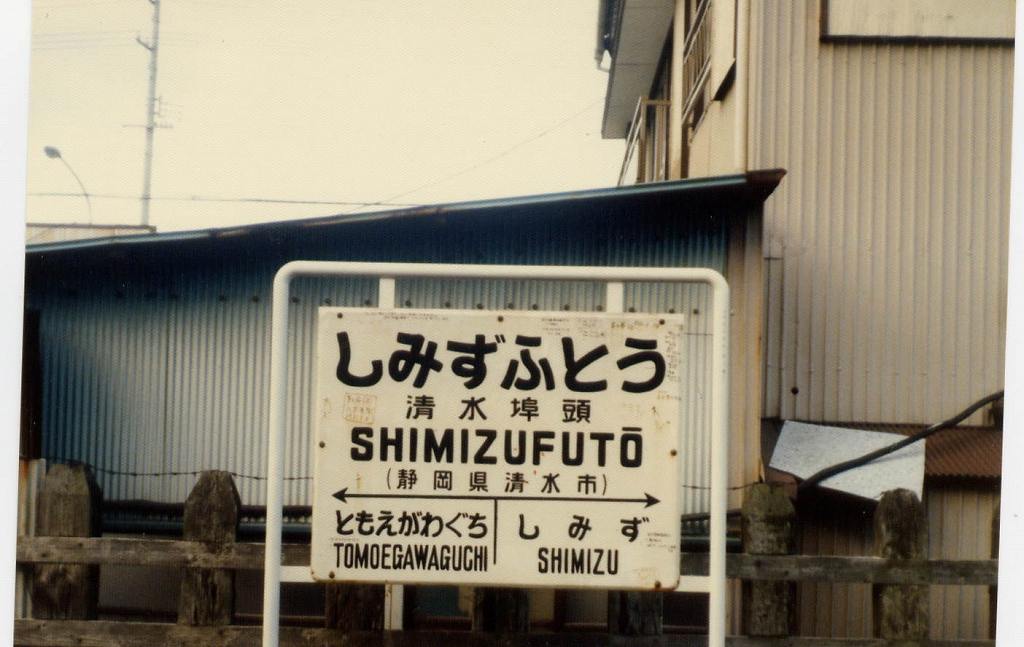 しみずふとう
清水埠頭
SHIMIZUFUTŌ
(静岡県清水市)
ともえがわぐち しみず
TOMOEGAWAGUCHI SHIMIZU